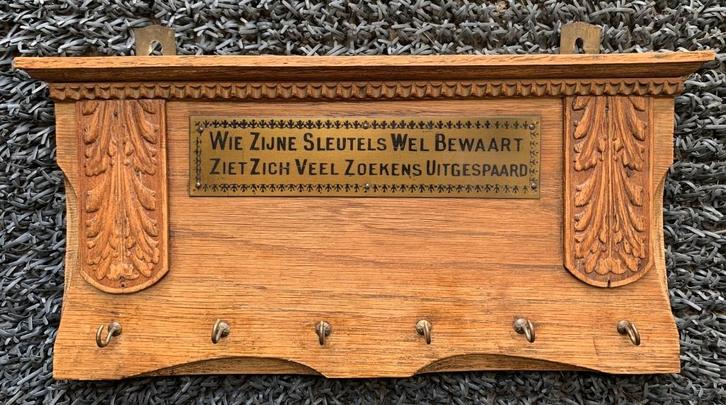 Wie Zijne Sleutels Wel Bewaart
Ziet Zich Veel Zoekens Uitgespaard